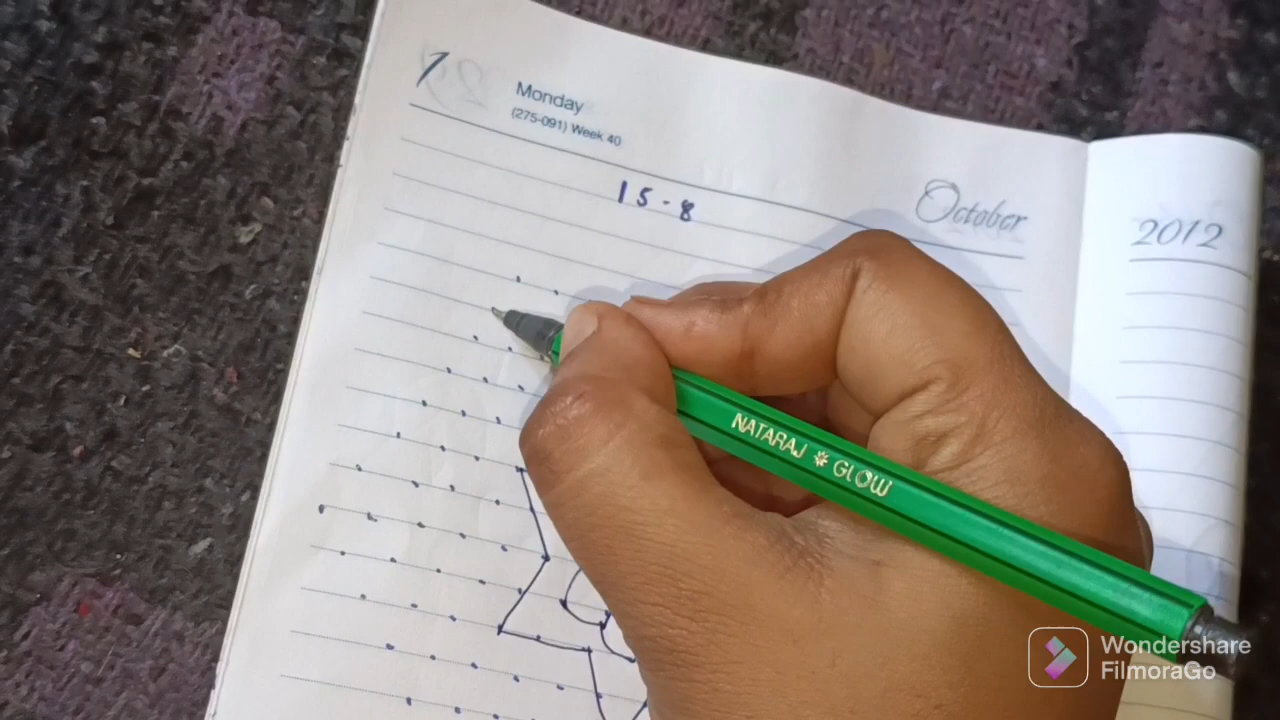 1
Monday
(275-091) Week 40
October
2012
15-8
NATARAJ GLOW
Wondershare
FilmoraGo